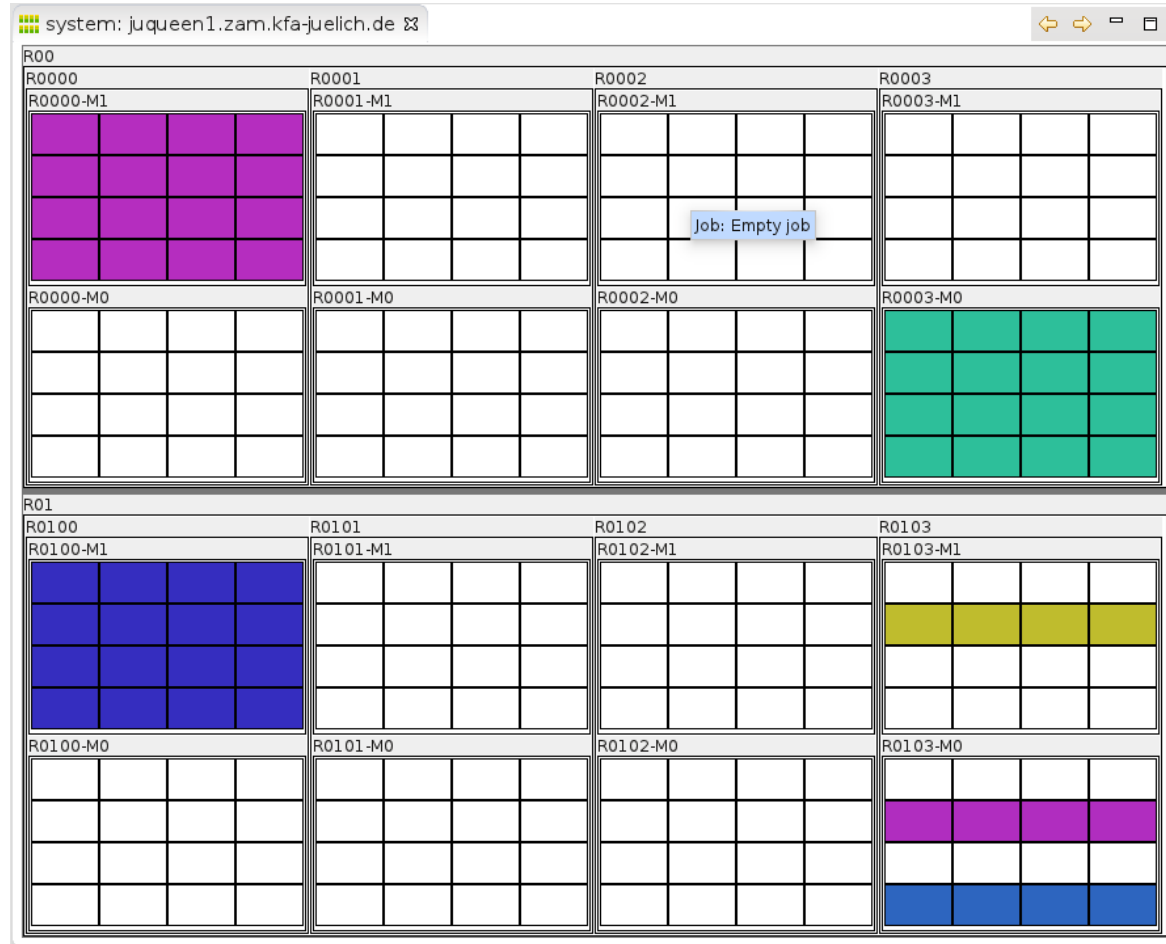 system: juqueen1.zam.kfa-juelich.de
R00
R0000 R0001 R0002 R0003
R0000-M1 R0001-M1 R0002-M1 R0003-M1
Job: Empty job
R0000-M0 R0001-M0 R0002-M0 R0003-M0
R01
R0100 R0101 R0102 R0103
R0100-M1 R0101-M1 R0102-M1 R0103-M1
R0100-M0 R0101-M0 R0102-M0 R0103-M0